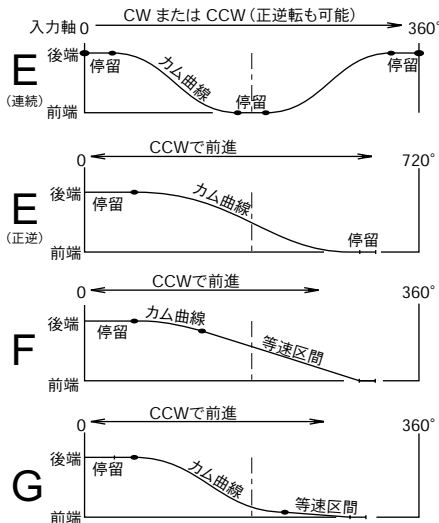 CW または CCW (正逆転も可能)
入力軸 0 360°
後端
停留 カム曲線 停留 停留
E
(連続)
前端
CCWで前進
0 720°
後端
E
停留 カム曲線 停留
(正逆)
前端
CCWで前進
0 360°
後端
カム曲線
停留 等速区間
F
前端
CCWで前進
0 360°
後端
停留 カム曲線
G
等速区間
前端